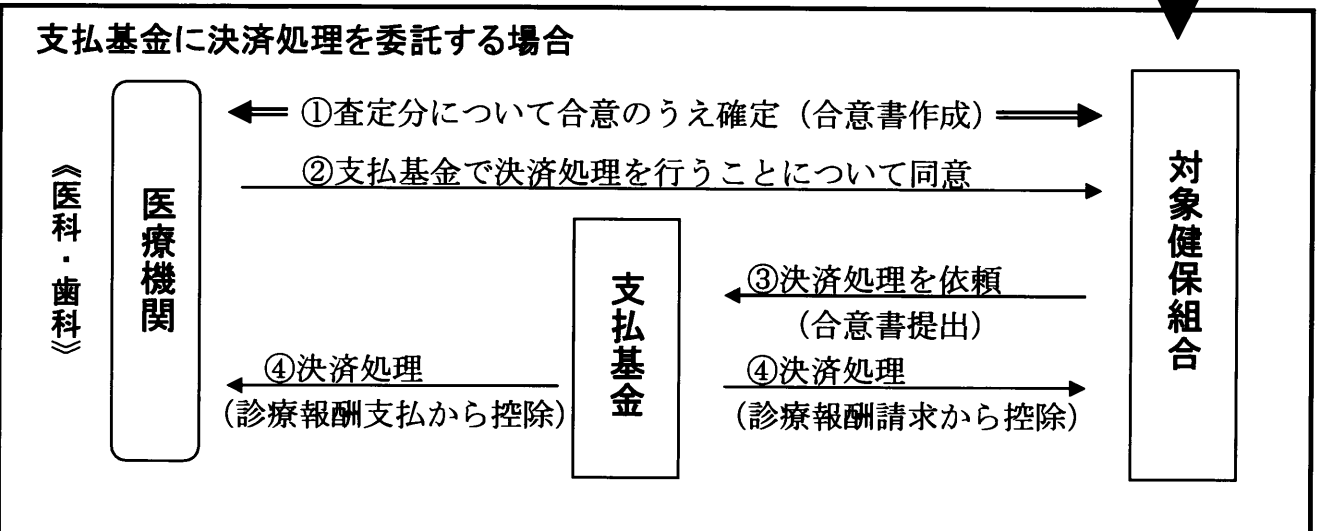 支払基金に決済処理を委託する場合
①査定分について合意のうえ確定（合意書作成）
②支払基金で決済処理を行うことについて同意
《医科・歯科》
医療機関
支払基金
対象健保組合
③決済処理を依頼
（合意書提出）
④決済処理
(診療報酬支払から控除)
④決済処理
(診療報酬請求から控除)